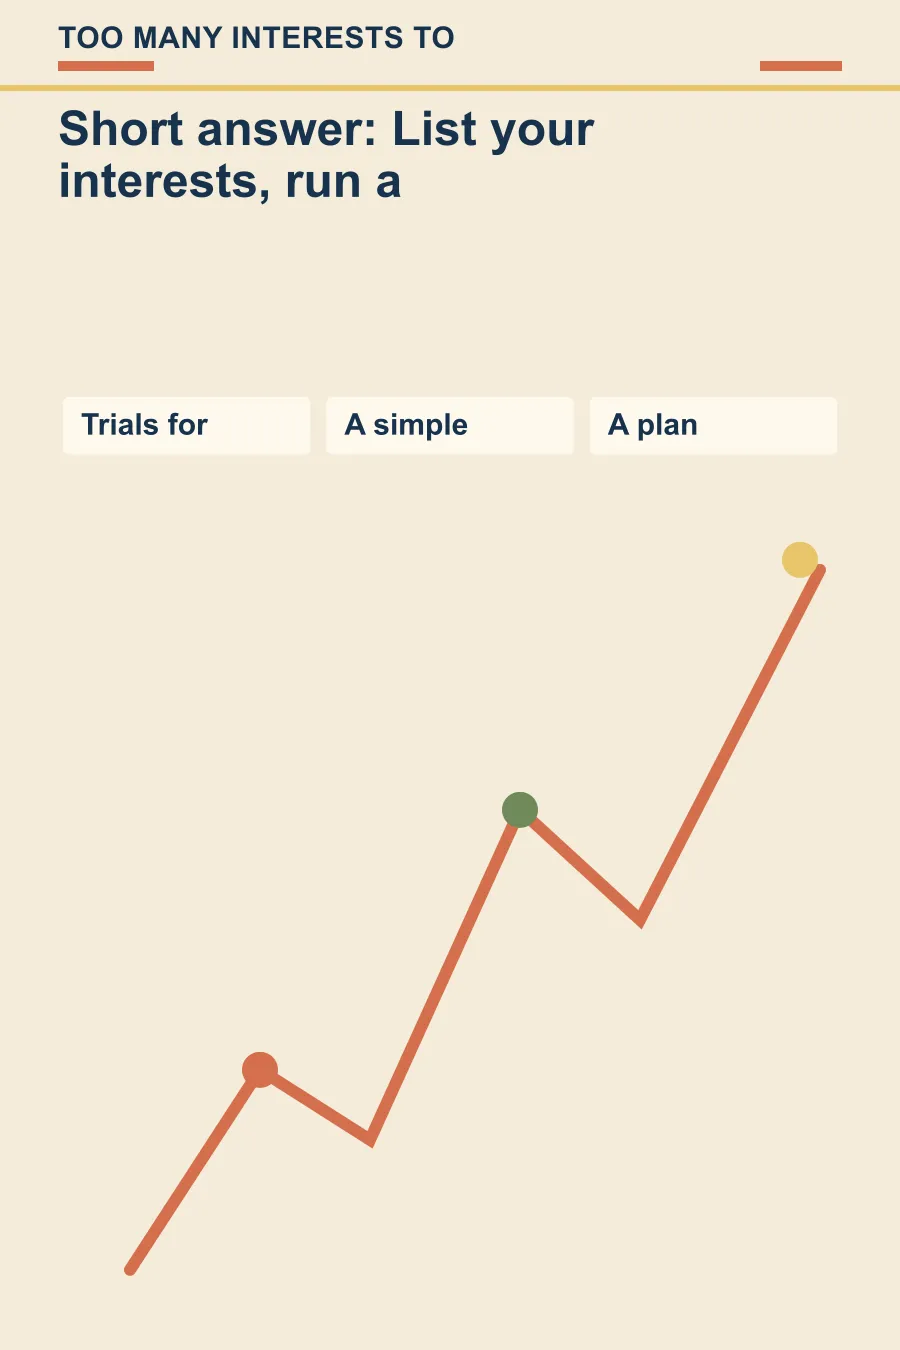 TOO MANY INTERESTS TO
Short answer: List your
interests, run a
Trials for
A simple
A plan